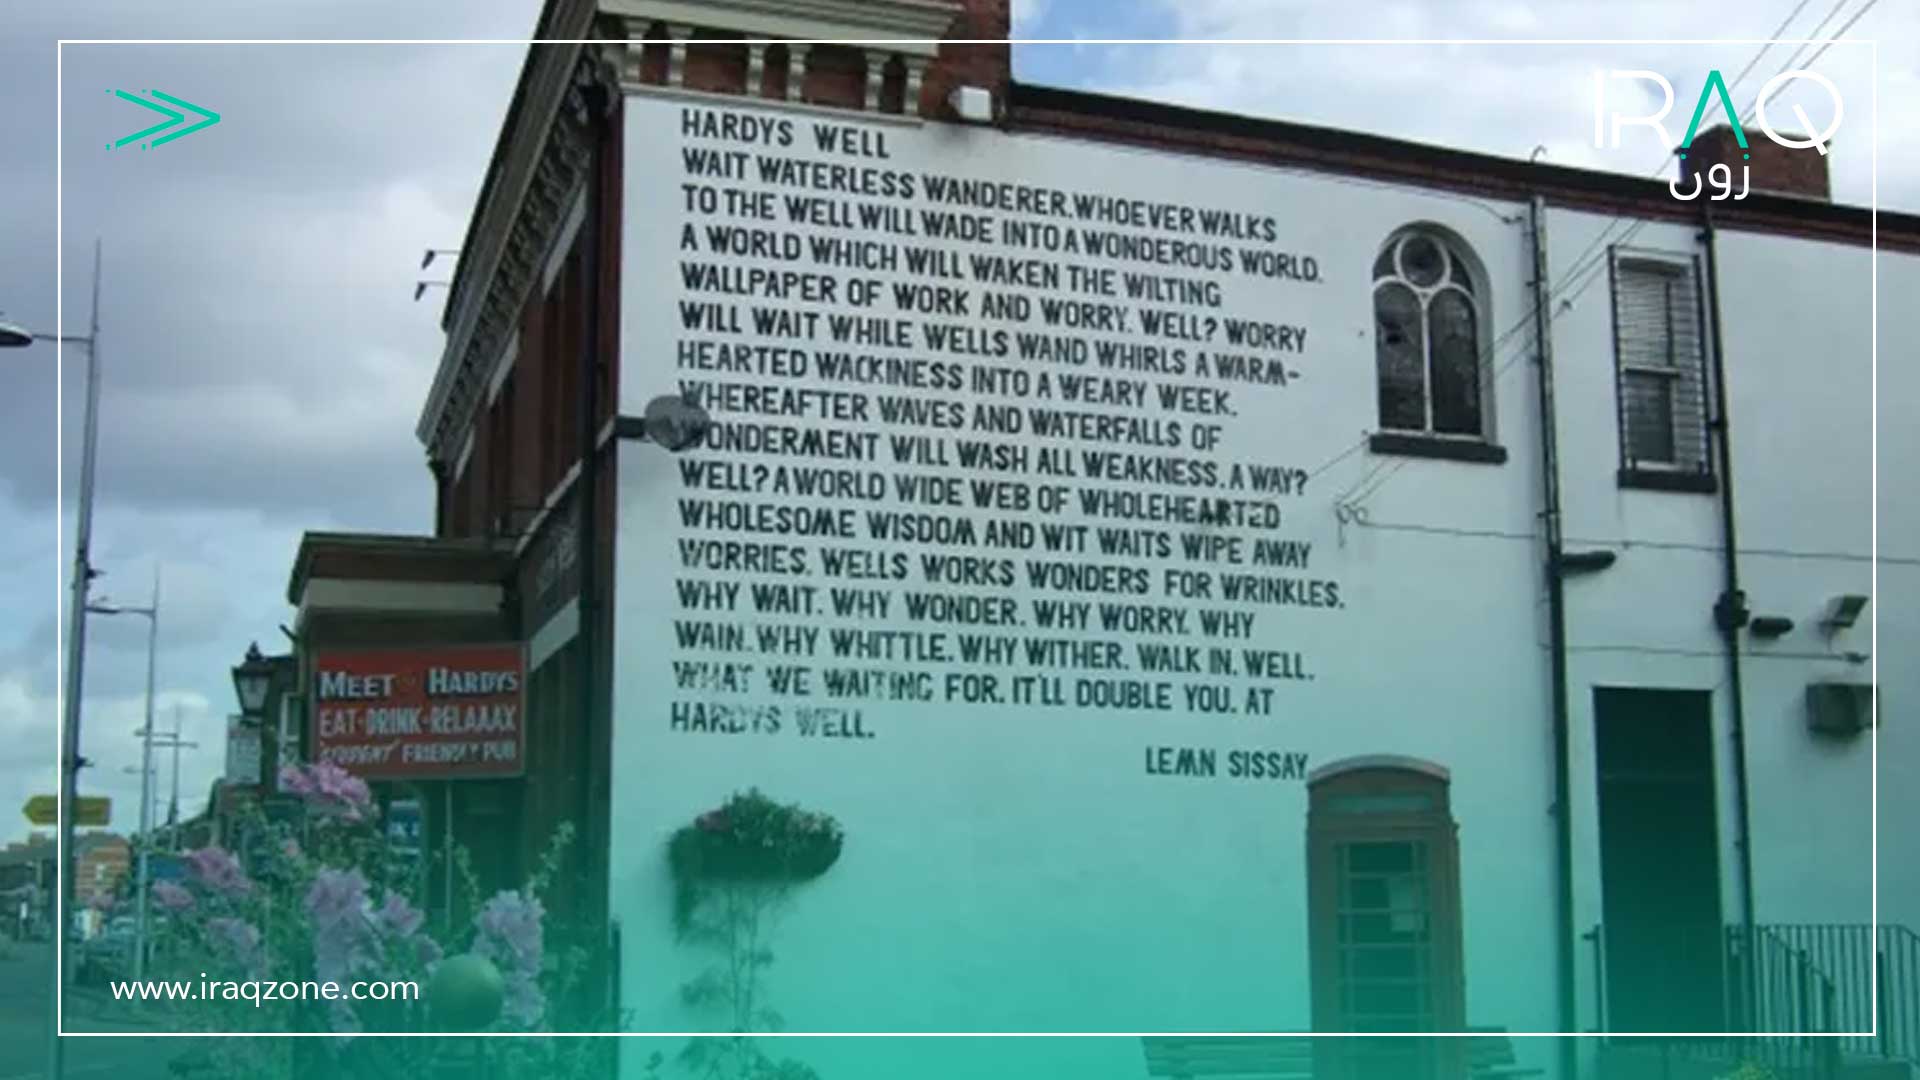 IRAQ
زون
HARDYS WELL
WAIT WATERLESS WANDERER. WHOEVER WALKS
TO THE WELL WILL WADE INTO A WONDEROUS WORLD.
A WORLD WHICH WILL WAKEN THE WILTING
WALLPAPER OF WORK AND WORRY. WELL? WORRY
WILL WAIT WHILE WELLS WAND WHIRLS A WARM-
HEARTED WACKINESS INTO A WEARY WEEK.
WHEREAFTER WAVES AND WATERFALLS OF
WONDERMENT WILL WASH ALL WEAKNESS. A WAY?
WELL? A WORLD WIDE WEB OF WHOLEHEARTED
WHOLESOME WISDOM AND WIT WAITS WIPE AWAY
WORRIES. WELLS WORKS WONDERS FOR WRINKLES.
WHY WAIT. WHY WONDER. WHY WORRY. WHY
WAIN. WHY WHITTLE. WHY WITHER. WALK IN. WELL.
WHAT WE WAITING FOR. IT'LL DOUBLE YOU. AT
HARDYS WELL.
LEMN SISSAY
MEET HARDYS
EAT·DRINK·RELAAAX
FRIENDLY PUB
www.iraqzone.com